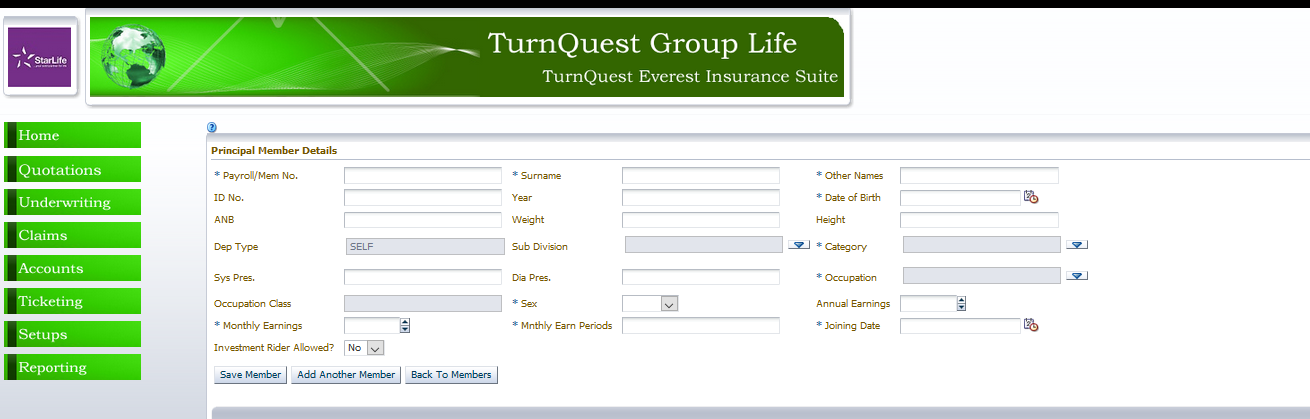 StarLife
TurnQuest Group Life
TurnQuest Everest Insurance Suite
Home
Quotations
Underwriting
Claims
Accounts
Ticketing
Setups
Reporting
?
Principal Member Details
* Payroll/Mem No. * Surname * Other Names
ID No. Year * Date of Birth
ANB Weight Height
Dep Type SELF Sub Division * Category
Sys Pres. Dia Pres. * Occupation
Occupation Class * Sex Annual Earnings
* Monthly Earnings * Mnthly Earn Periods * Joining Date
Investment Rider Allowed? No
Save Member Add Another Member Back To Members